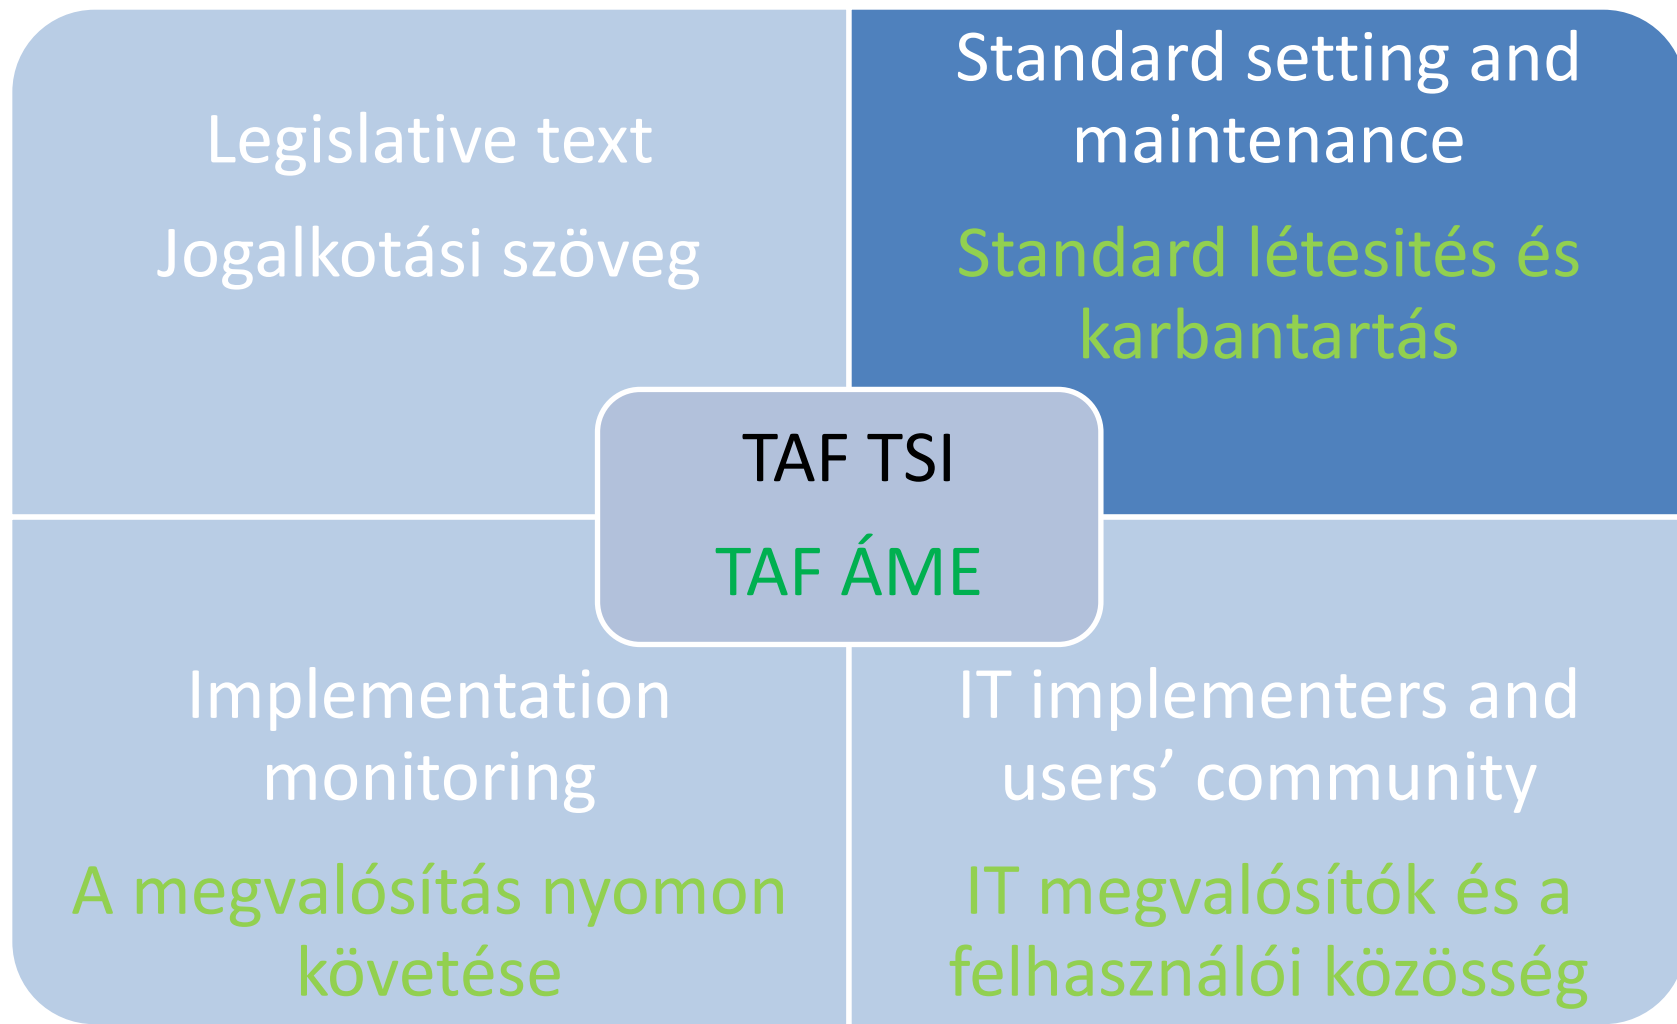 Legislative text
Jogalkotási szöveg
Standard setting and
maintenance
Standard létesités és
karbantartás
TAF TSI
TAF ÁME
Implementation
monitoring
A megvalósítás nyomon
követése
IT implementers and
users’ community
IT megvalósítók és a
felhasználói közösség